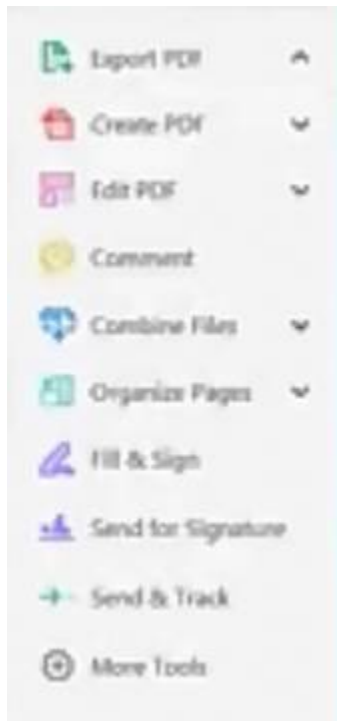 Export PDF
Create PDF
Edit PDF
Comment
Combine Files
Organize Pages
Fill & Sign
Send for Signature
Send & Track
More Tools